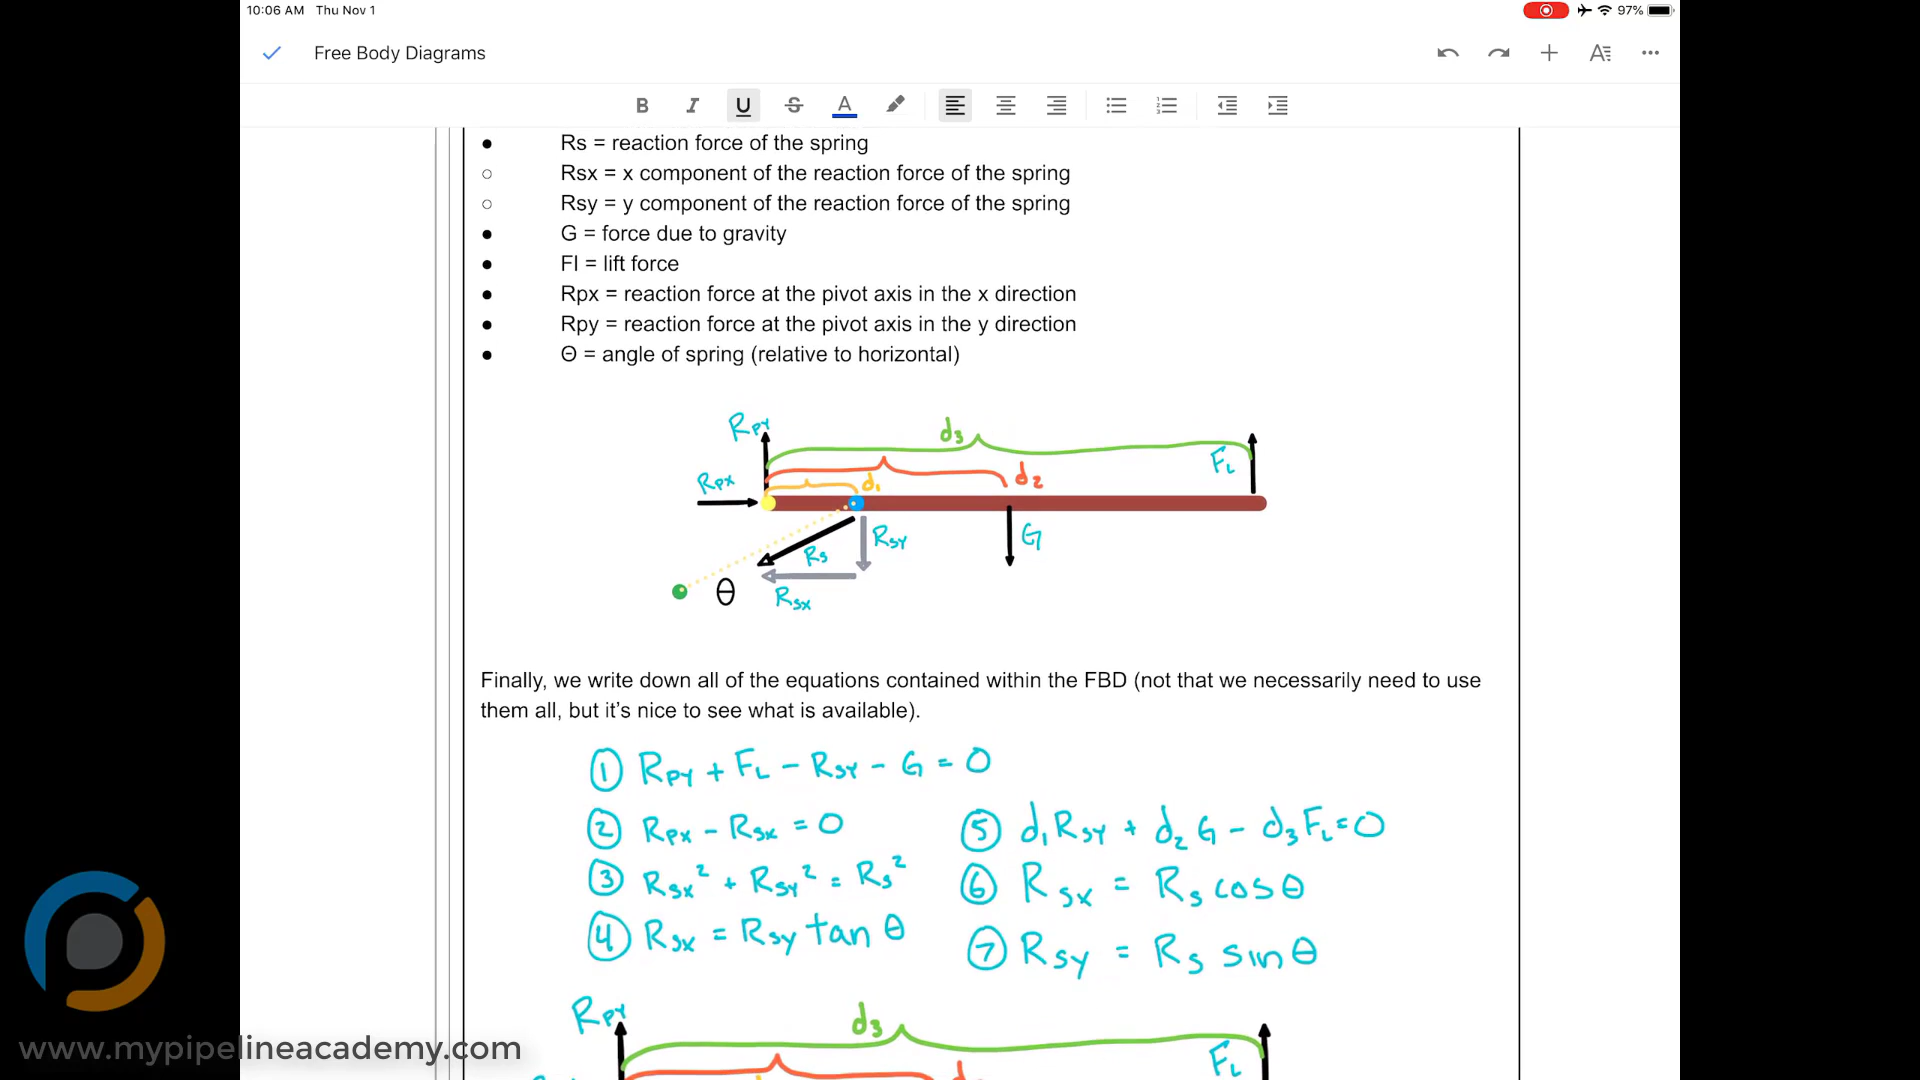 10:06 AM Thu Nov 1
97%
Free Body Diagrams
B I U S A
Rs = reaction force of the spring
Rsx = x component of the reaction force of the spring
Rsy = y component of the reaction force of the spring
G = force due to gravity
Fl = lift force
Rpx = reaction force at the pivot axis in the x direction
Rpy = reaction force at the pivot axis in the y direction
Θ = angle of spring (relative to horizontal)
RPY
d3
FL
RPX
d1
d2
RSY
G
RS
θ
RSX
Finally, we write down all of the equations contained within the FBD (not that we necessarily need to use
them all, but it’s nice to see what is available).
① RPY + FL - RSY - G = 0
② RPX - RSX = 0
③ RSX² + RSY² = RS²
④ RSX = RSY tan θ
⑤ d1RSY + d2G - d3FL = 0
⑥ RSX = RS cos θ
⑦ RSY = RS sin θ
RPY
d3
FL
www.mypipelineacademy.com